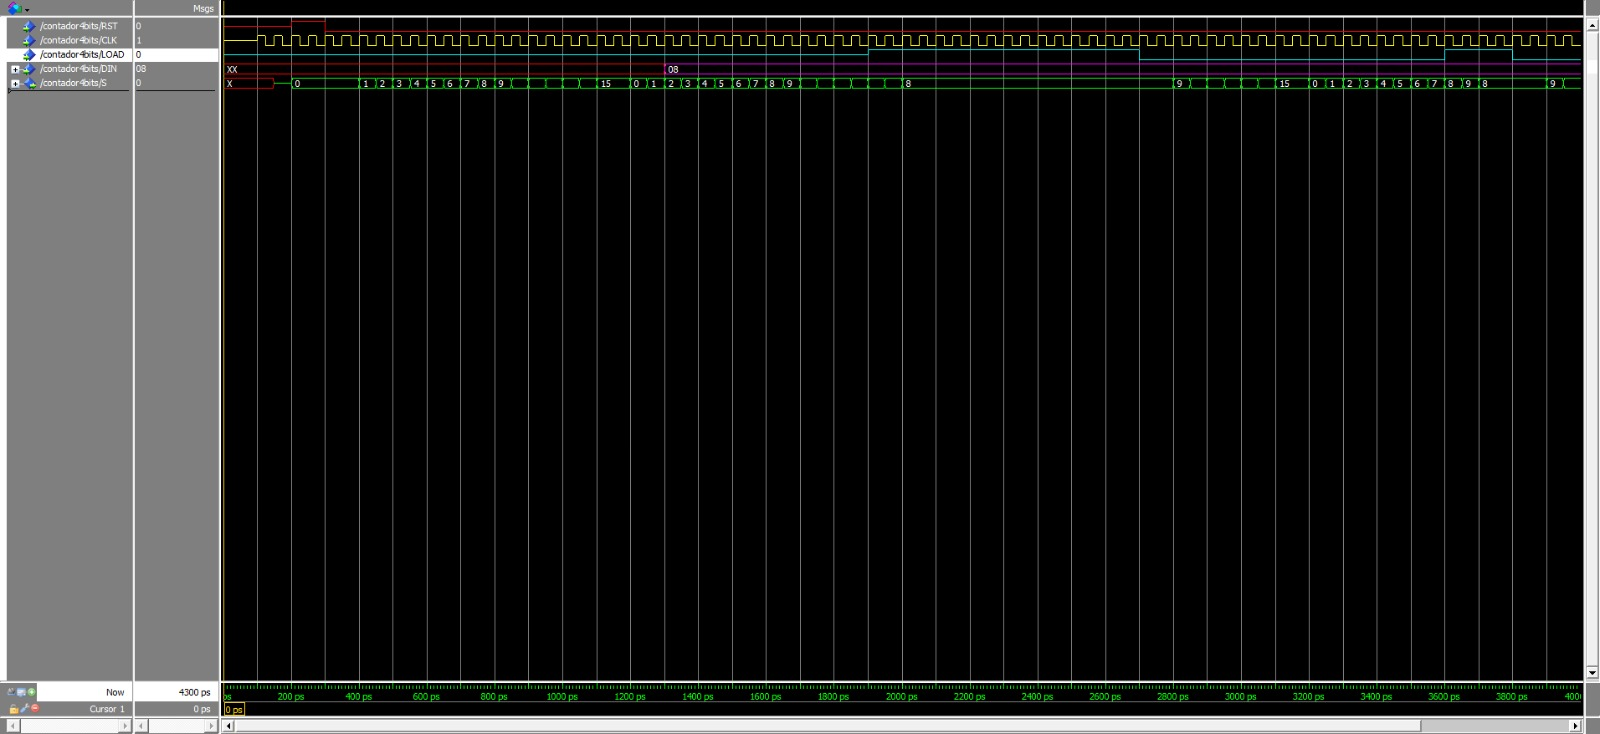 Msgs
/contador4bits/RST 0
/contador4bits/CLK 1
/contador4bits/LOAD 0
/contador4bits/DIN 08 XX 08
/contador4bits/S 0 X 0 1 2 3 4 5 6 7 8 9 15 0 1 2 3 4 5 6 7 8 9 8 9 15 0 1 2 3 4 5 6 7 8 9 8 9
Now 4300 ps ps 200 ps 400 ps 600 ps 800 ps 1000 ps 1200 ps 1400 ps 1600 ps 1800 ps 2000 ps 2200 ps 2400 ps 2600 ps 2800 ps 3000 ps 3200 ps 3400 ps 3600 ps 3800 ps 400
Cursor 1 0 ps 0 ps